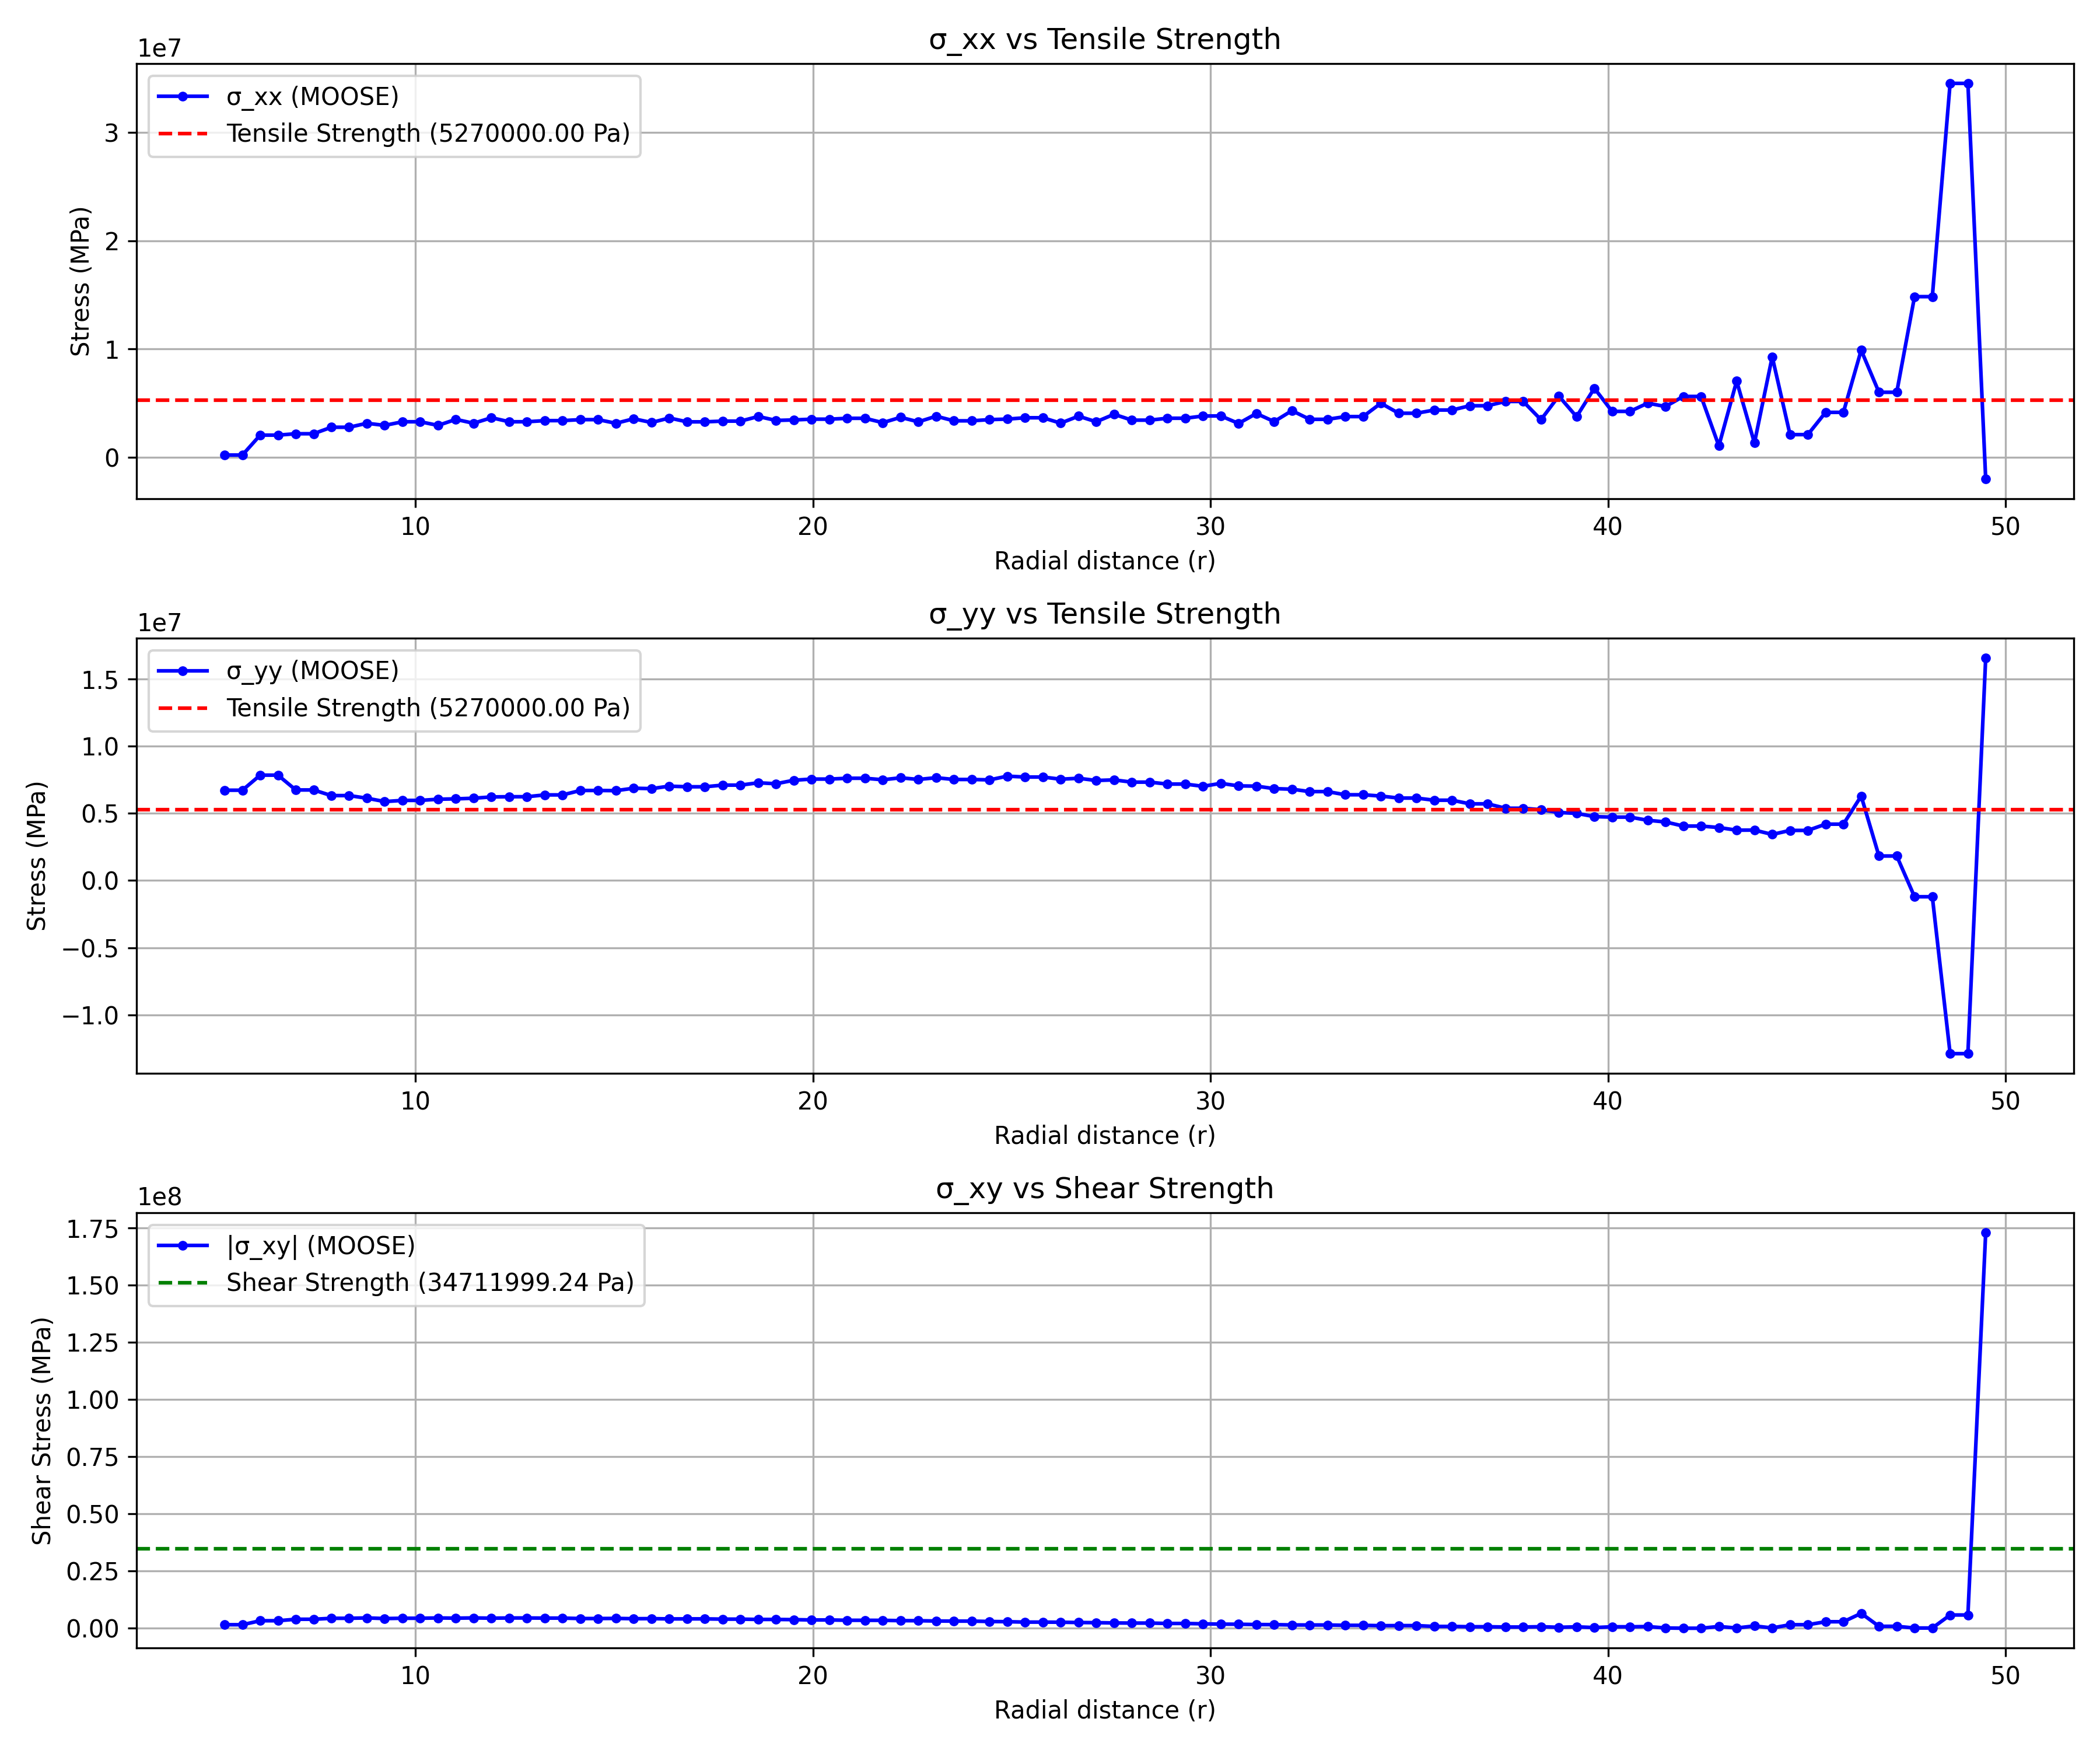 σ_xx vs Tensile Strength
1e7
σ_xx (MOOSE)
Tensile Strength (5270000.00 Pa)
Stress (MPa)
3
2
1
0
10 20 30 40 50
Radial distance (r)
σ_yy vs Tensile Strength
1e7
σ_yy (MOOSE)
Tensile Strength (5270000.00 Pa)
Stress (MPa)
1.5
1.0
0.5
0.0
−0.5
−1.0
10 20 30 40 50
Radial distance (r)
σ_xy vs Shear Strength
1e8
|σ_xy| (MOOSE)
Shear Strength (34711999.24 Pa)
Shear Stress (MPa)
1.75
1.50
1.25
1.00
0.75
0.50
0.25
0.00
10 20 30 40 50
Radial distance (r)